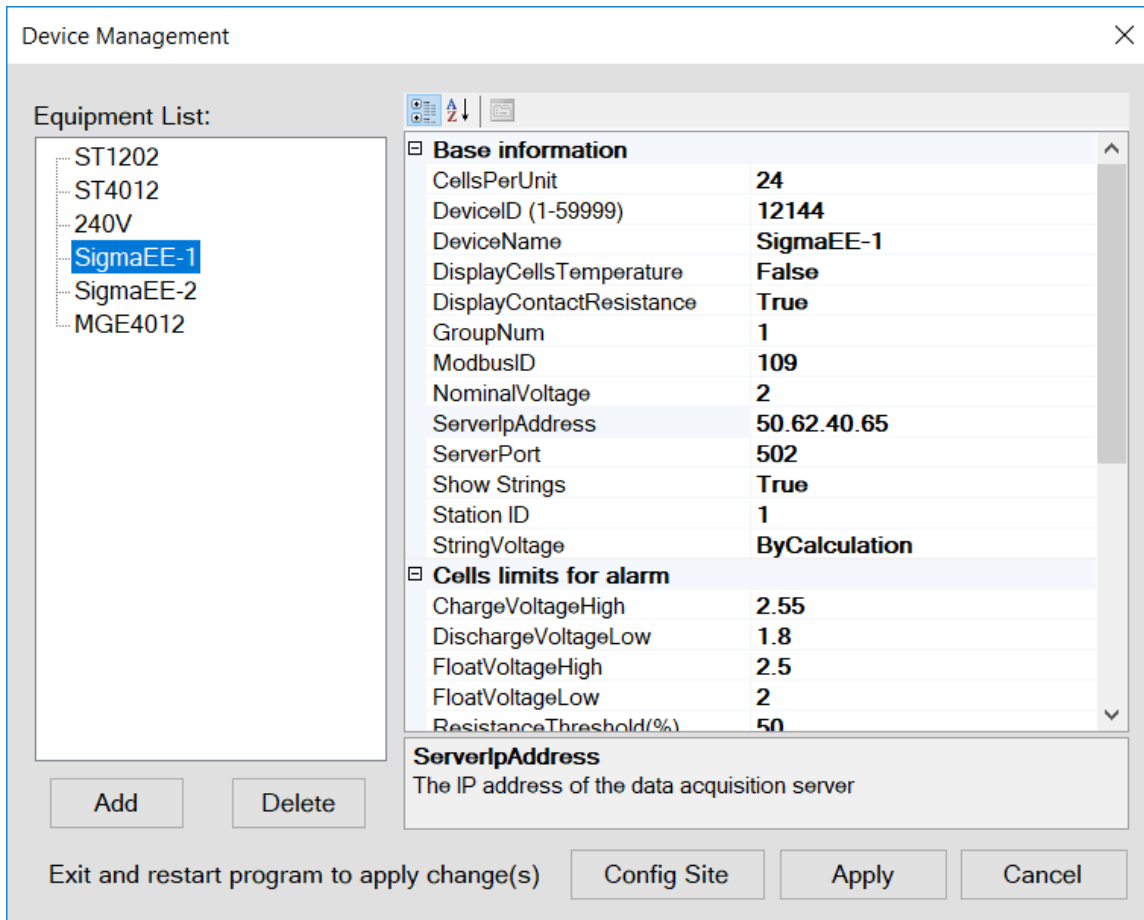 Device Management
Equipment List:
ST1202
ST4012
240V
SigmaEE-1
SigmaEE-2
MGE4012
Add
Delete
Base information
CellsPerUnit 24
DeviceID (1-59999) 12144
DeviceName SigmaEE-1
DisplayCellsTemperature False
DisplayContactResistance True
GroupNum 1
ModbusID 109
NominalVoltage 2
ServerIpAddress 50.62.40.65
ServerPort 502
Show Strings True
Station ID 1
StringVoltage ByCalculation
Cells limits for alarm
ChargeVoltageHigh 2.55
DischargeVoltageLow 1.8
FloatVoltageHigh 2.5
FloatVoltageLow 2
ResistanceThreshold(%) 50
ServerIpAddress
The IP address of the data acquisition server
Exit and restart program to apply change(s)
Config Site
Apply
Cancel